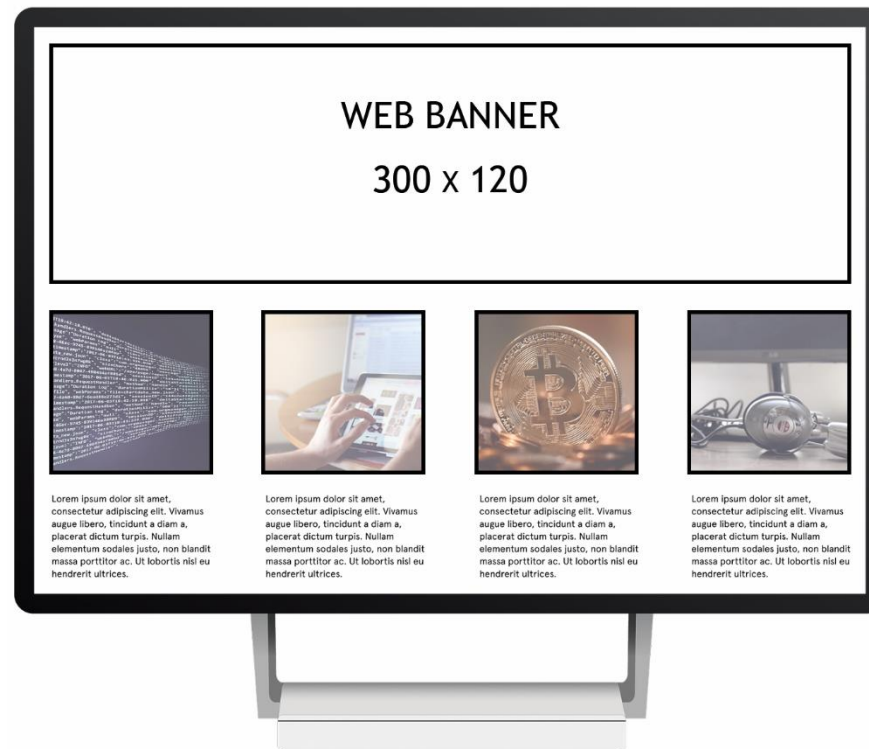 WEB BANNER
300 x 120
Lorem ipsum dolor sit amet,
consectetur adipiscing elit. Vivamus
augue libero, tincidunt a diam a,
placerat dictum turpis. Nullam
elementum sodales justo, non blandit
massa porttitor ac. Ut lobortis nisl eu
hendrerit ultrices.
Lorem ipsum dolor sit amet,
consectetur adipiscing elit. Vivamus
augue libero, tincidunt a diam a,
placerat dictum turpis. Nullam
elementum sodales justo, non blandit
massa porttitor ac. Ut lobortis nisl eu
hendrerit ultrices.
Lorem ipsum dolor sit amet,
consectetur adipiscing elit. Vivamus
augue libero, tincidunt a diam a,
placerat dictum turpis. Nullam
elementum sodales justo, non blandit
massa porttitor ac. Ut lobortis nisl eu
hendrerit ultrices.
Lorem ipsum dolor sit amet,
consectetur adipiscing elit. Vivamus
augue libero, tincidunt a diam a,
placerat dictum turpis. Nullam
elementum sodales justo, non blandit
massa porttitor ac. Ut lobortis nisl eu
hendrerit ultrices.